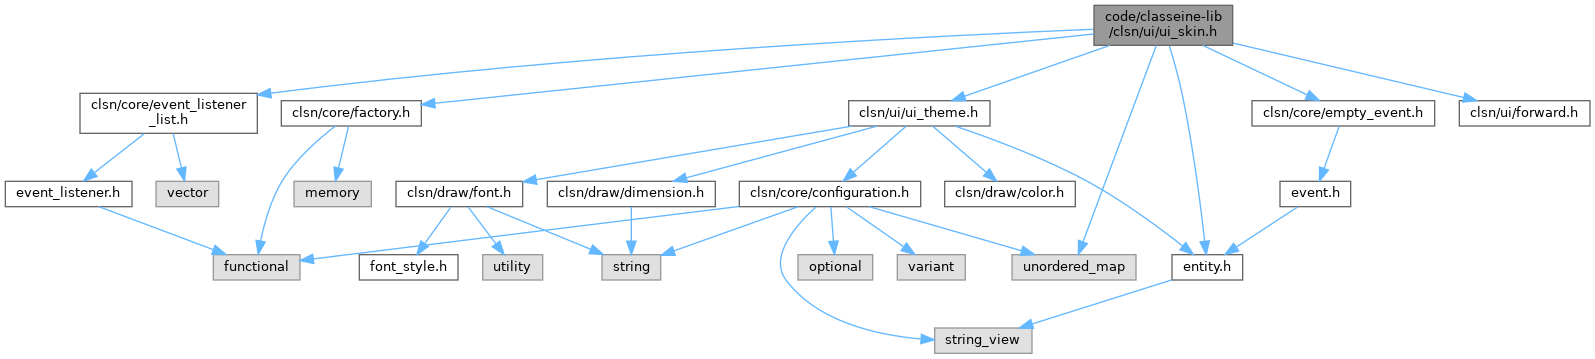 code/classeine-lib
/clsn/ui/ui_skin.h
clsn/core/event_listener
_list.h
clsn/core/factory.h
clsn/ui/ui_theme.h
clsn/core/empty_event.h
clsn/ui/forward.h
event_listener.h
vector
memory
clsn/draw/font.h
clsn/draw/dimension.h
clsn/core/configuration.h
clsn/draw/color.h
event.h
functional
font_style.h
utility
string
optional
variant
unordered_map
entity.h
string_view